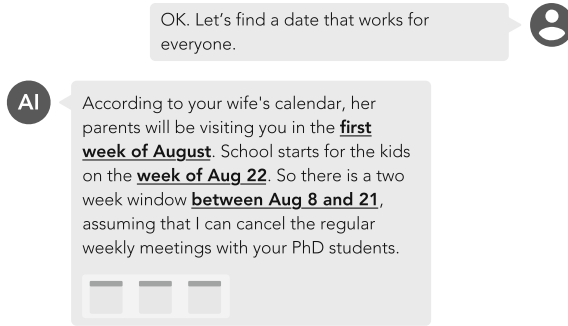 OK. Let's find a date that works for
everyone.
AI
According to your wife's calendar, her
parents will be visiting you in the first
week of August. School starts for the kids
on the week of Aug 22. So there is a two
week window between Aug 8 and 21,
assuming that I can cancel the regular
weekly meetings with your PhD students.